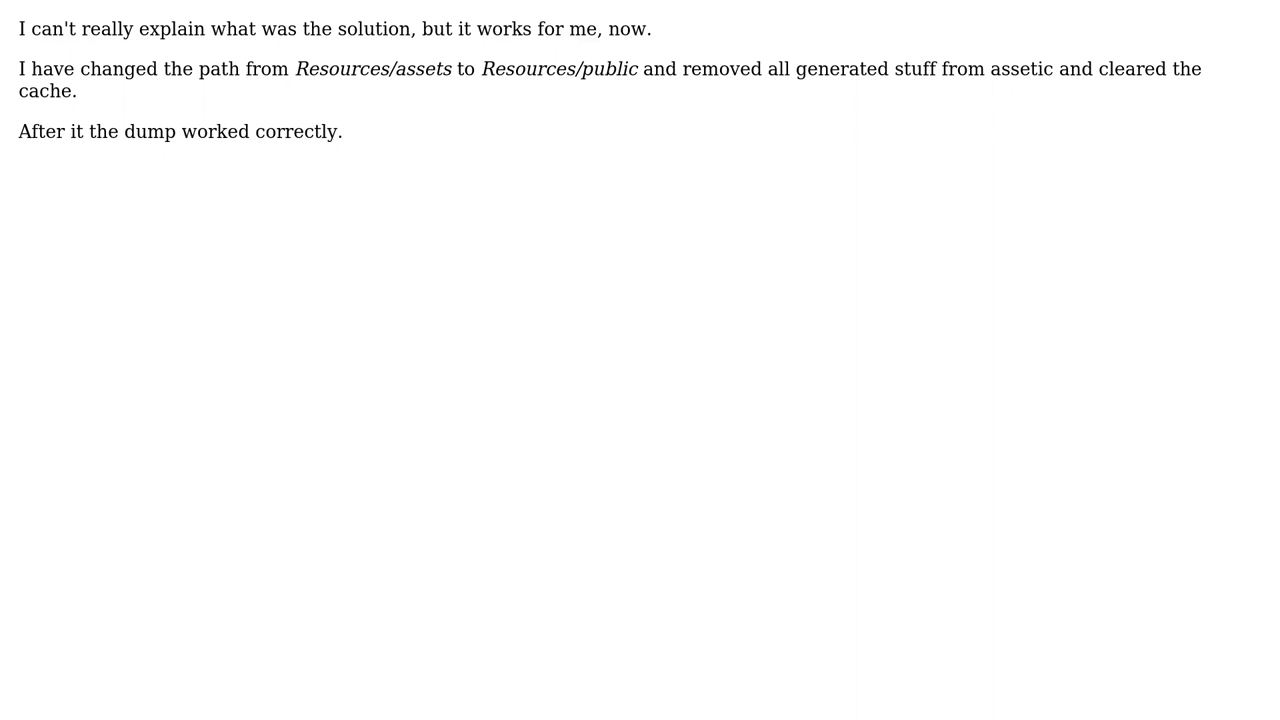 I can't really explain what was the solution, but it works for me, now.
I have changed the path from Resources/assets to Resources/public and removed all generated stuff from assetic and cleared the
cache.
After it the dump worked correctly.